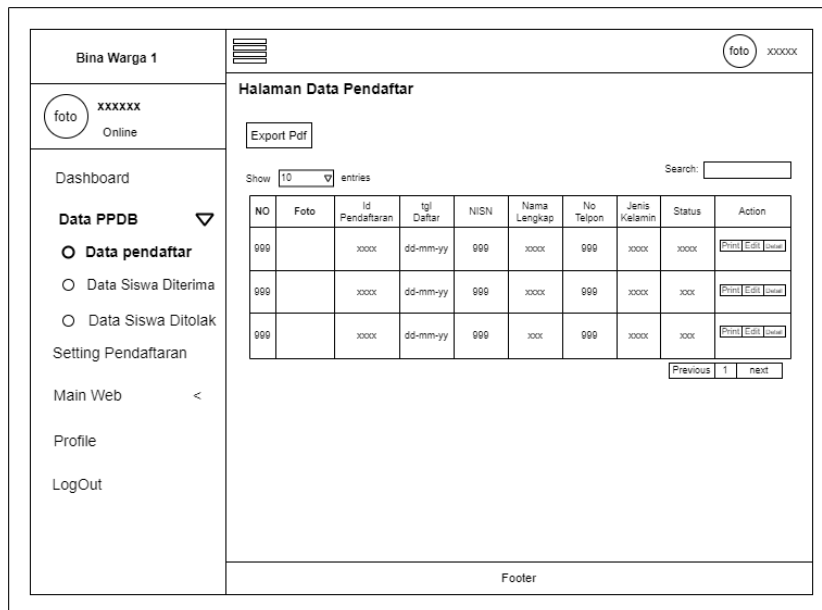 Bina Warga 1
foto xxxxx
foto
xxxxxx
Online
Dashboard
Data PPDB
Data pendaftar
Data Siswa Diterima
Data Siswa Ditolak
Setting Pendaftaran
Main Web <
Profile
LogOut
Halaman Data Pendaftar
Export Pdf
Show 10 entries
Search:
NO Foto Id Pendaftaran tgl Daftar NISN Nama Lengkap No Telpon Jenis Kelamin Status Action
999 xxxx dd-mm-yy 999 xxxx 999 xxxx xxxx Print Edit Detail
999 xxxx dd-mm-yy 999 xxxx 999 xxxx xxx Print Edit Detail
999 xxxx dd-mm-yy 999 xxx 999 xxxx xxx Print Edit Detail
Previous 1 next
Footer